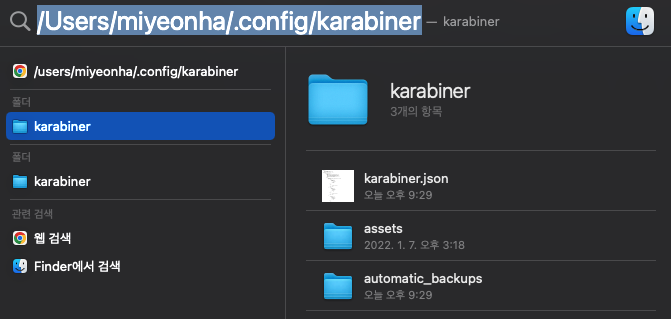 /Users/miyeonha/.config/karabiner — karabiner
/users/miyeonha/.config/karabiner
폴더
karabiner
폴더
karabiner
관련 검색
웹 검색
Finder에서 검색
karabiner
3개의 항목
karabiner.json
오늘 오후 9:29
assets
2022. 1. 7. 오후 3:18
automatic_backups
오늘 오후 9:29